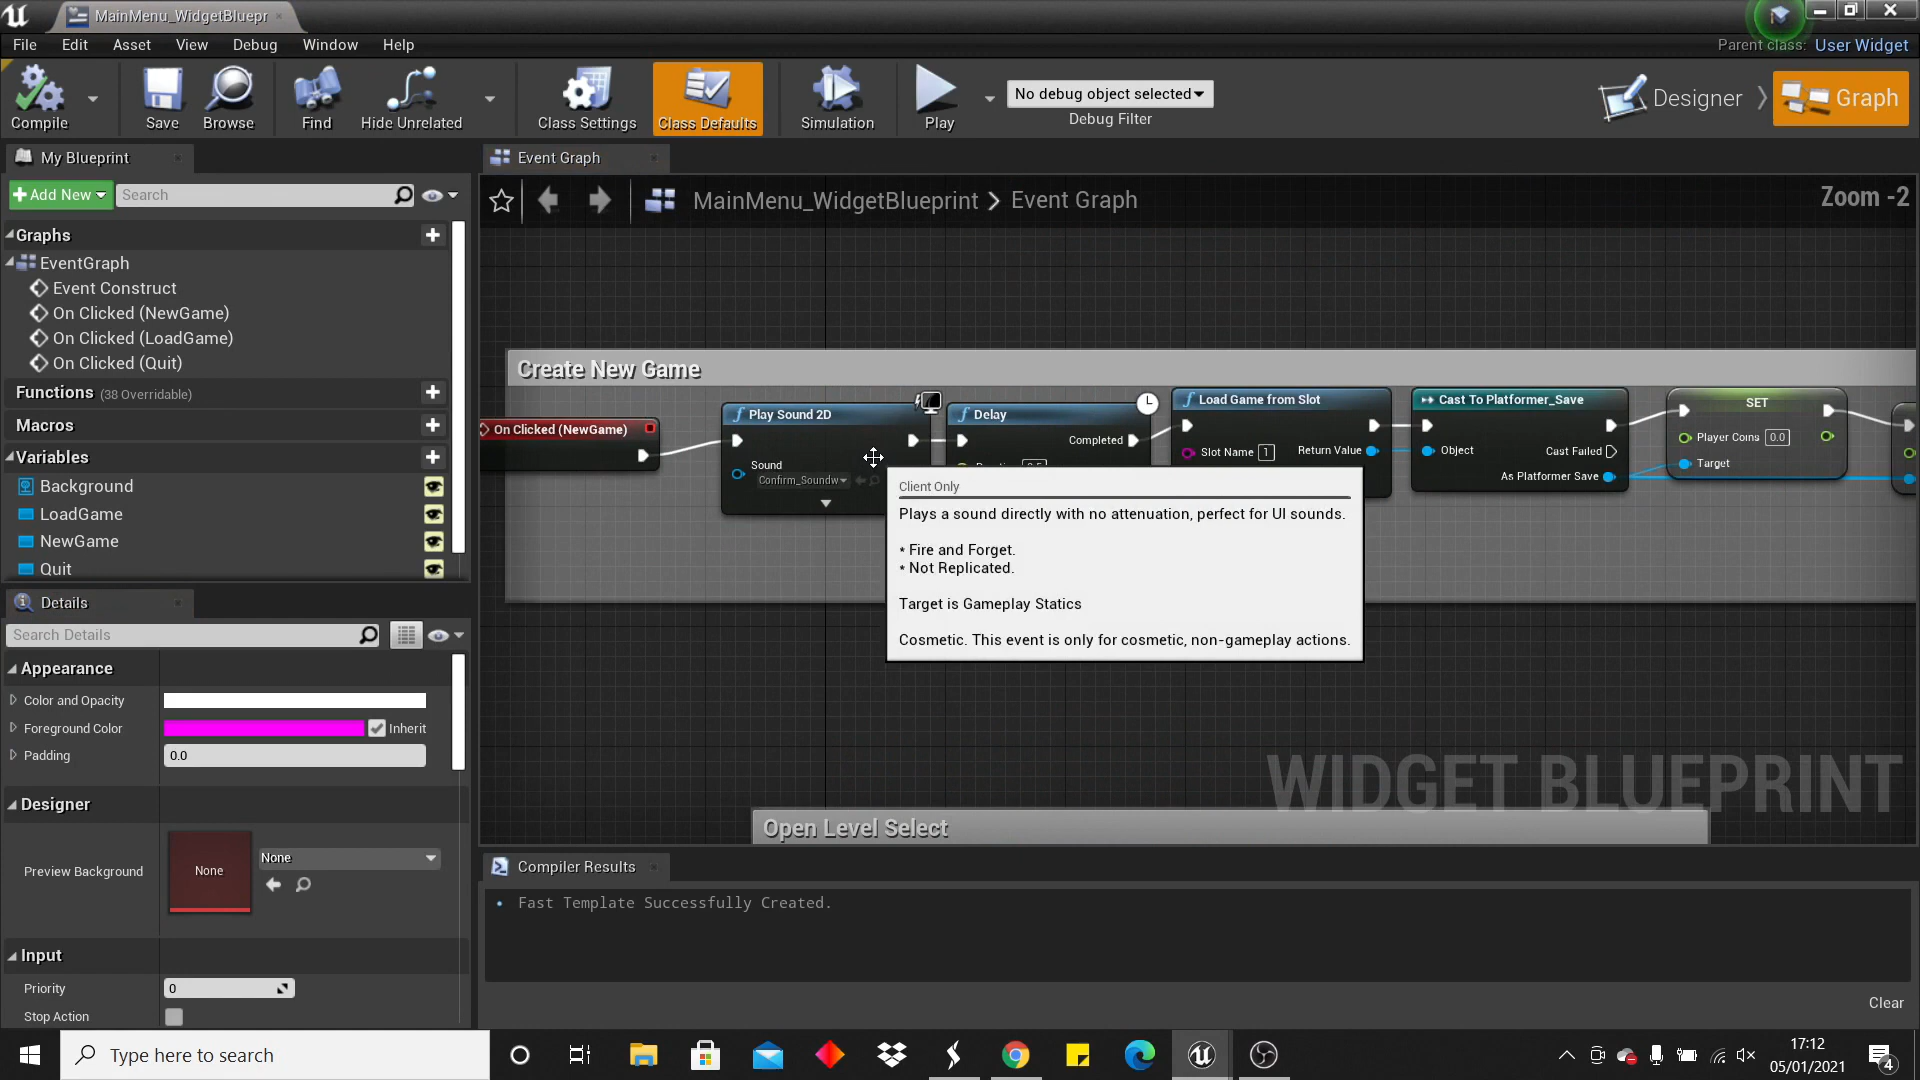 MainMenu_WidgetBluepr
File Edit Asset View Debug Window Help
Parent class: User Widget
Compile Save Browse Find Hide Unrelated Class Settings Class Defaults Simulation Play
No debug object selected
Debug Filter
Designer Graph
My Blueprint
Event Graph
Add New
Search
MainMenu_WidgetBlueprint > Event Graph
Zoom -2
Graphs
EventGraph
Event Construct
On Clicked (NewGame)
On Clicked (LoadGame)
On Clicked (Quit)
Functions (38 Overridable)
Macros
Variables
Background
LoadGame
NewGame
Quit
Create New Game
On Clicked (NewGame)
Play Sound 2D
Sound
Confirm_Soundw
Delay
Completed
Load Game from Slot
Slot Name 1 Return Value
Cast To Platformer_Save
Object Cast Failed
As Platformer Save
SET
Player Coins 0.0
Target
Client Only
Plays a sound directly with no attenuation, perfect for UI sounds.
* Fire and Forget.
* Not Replicated.
Target is Gameplay Statics
Cosmetic. This event is only for cosmetic, non-gameplay actions.
WIDGET BLUEPRINT
Open Level Select
Details
Search Details
Appearance
Color and Opacity
Foreground Color Inherit
Padding 0.0
Designer
Preview Background None None
Input
Priority 0
Stop Action
Compiler Results
Fast Template Successfully Created.
Clear
Type here to search
17:12
05/01/2021
4